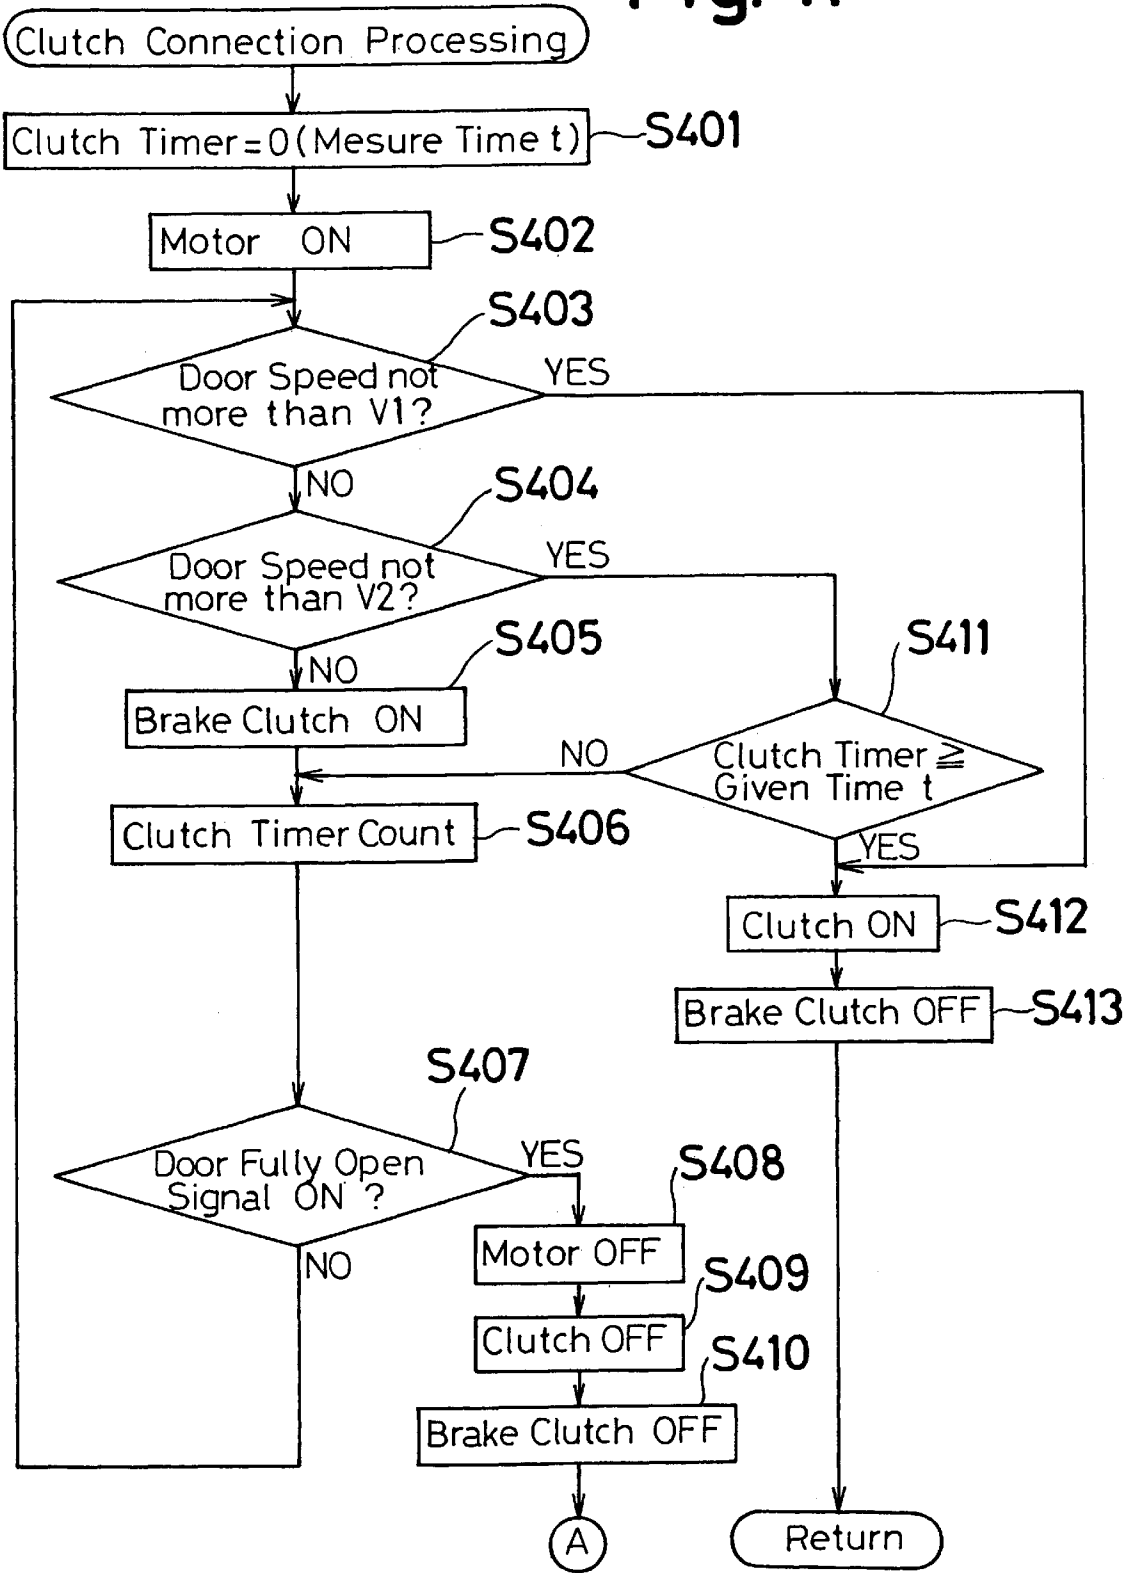 Clutch Connection Processing
Clutch Timer=0(Mesure Time t)
S401
Motor ON
S402
S403
Door Speed not
more than V1?
YES
NO
S404
Door Speed not
more than V2?
YES
NO
S405
Brake Clutch ON
S411
Clutch Timer ≧
Given Time t
NO
YES
Clutch Timer Count
S406
Clutch ON
S412
Brake Clutch OFF
S413
S407
Door Fully Open
Signal ON ?
YES
NO
S408
Motor OFF
S409
Clutch OFF
S410
Brake Clutch OFF
A
Return